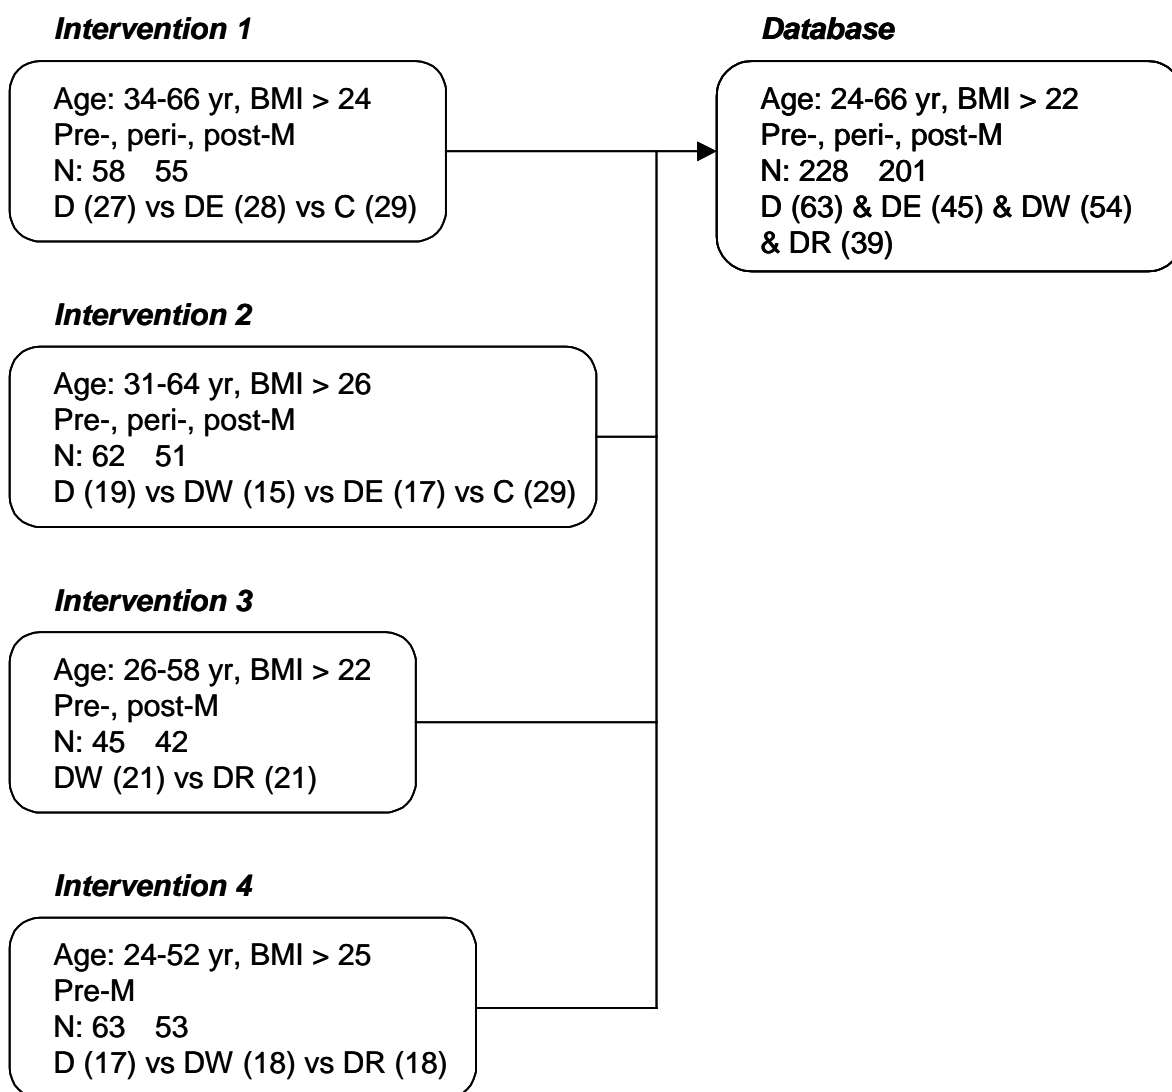 Intervention 1
Age: 34-66 yr, BMI > 24
Pre-, peri-, post-M
N: 58 55
D (27) vs DE (28) vs C (29)
Intervention 2
Age: 31-64 yr, BMI > 26
Pre-, peri-, post-M
N: 62 51
D (19) vs DW (15) vs DE (17) vs C (29)
Intervention 3
Age: 26-58 yr, BMI > 22
Pre-, post-M
N: 45 42
DW (21) vs DR (21)
Intervention 4
Age: 24-52 yr, BMI > 25
Pre-M
N: 63 53
D (17) vs DW (18) vs DR (18)
Database
Age: 24-66 yr, BMI > 22
Pre-, peri-, post-M
N: 228 201
D (63) & DE (45) & DW (54)
& DR (39)